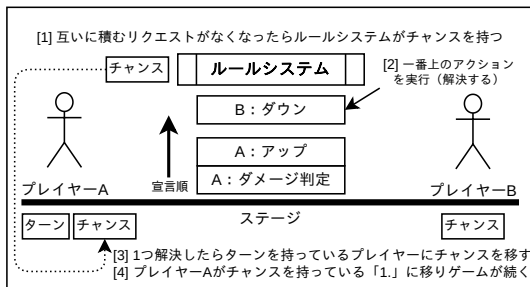 [1] 互いに積むリクエストがなくなったらルールシステムがチャンスを持つ
チャンス
ルールシステム
[2] 一番上のアクション
を実行（解決する）
B：ダウン
A：アップ
A：ダメージ判定
宣言順
プレイヤーA
プレイヤーB
ターン
チャンス
ステージ
チャンス
[3] 1つ解決したらターンを持っているプレイヤーにチャンスを移す
[4] プレイヤーAがチャンスを持っている「1.」に移りゲームが続く